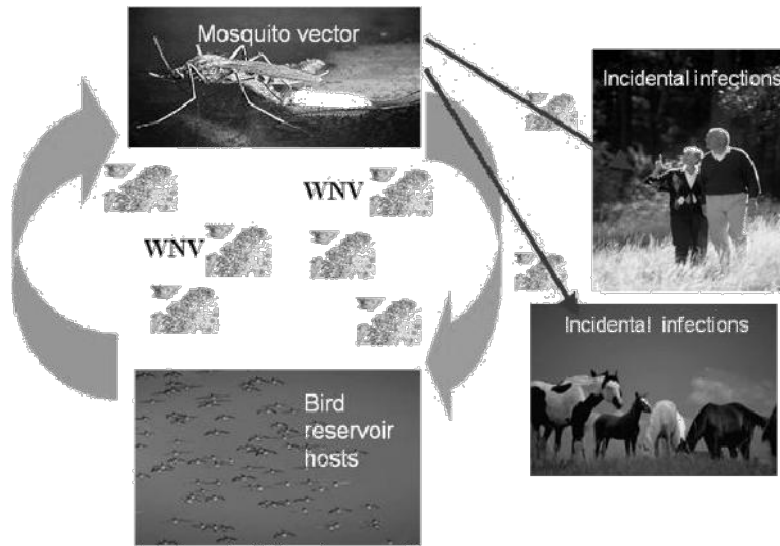 Mosquito vector
Incidental infections
WNV
WNV
Incidental infections
Bird
reservoir
hosts